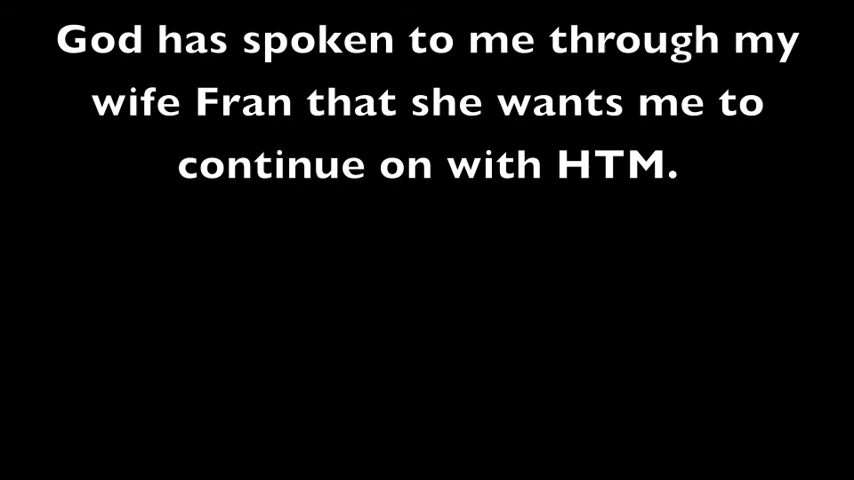 God has spoken to me through my
wife Fran that she wants me to
continue on with HTM.